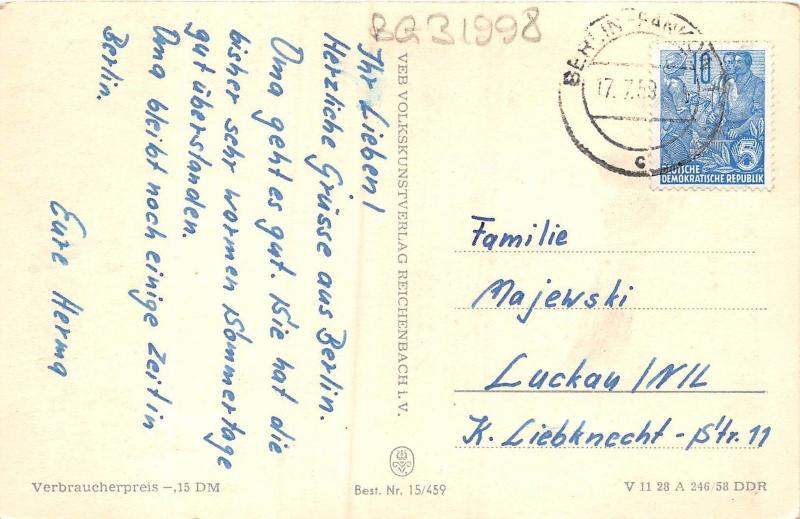 BG31998
Ihr Lieben!
Herzliche Grüsse aus Berlin.
Oma geht es gut. Sie hat die
bisher sehr warmen Sommertage
gut überstanden.
Oma bleibt noch einige Zeit in
Berlin.
Eure Herma
VEB VOLKSKUNSTVERLAG REICHENBACH i. V.
BERLIN-PANKOW
17.7.58
c
10
5
DEUTSCHE
DEMOKRATISCHE REPUBLIK
Familie
Majewski
Luckau/N/L
K. Liebknecht-Str. 11
Verbraucherpreis -,15 DM
Best. Nr. 15/459
V 11 28 A 246/58 DDR